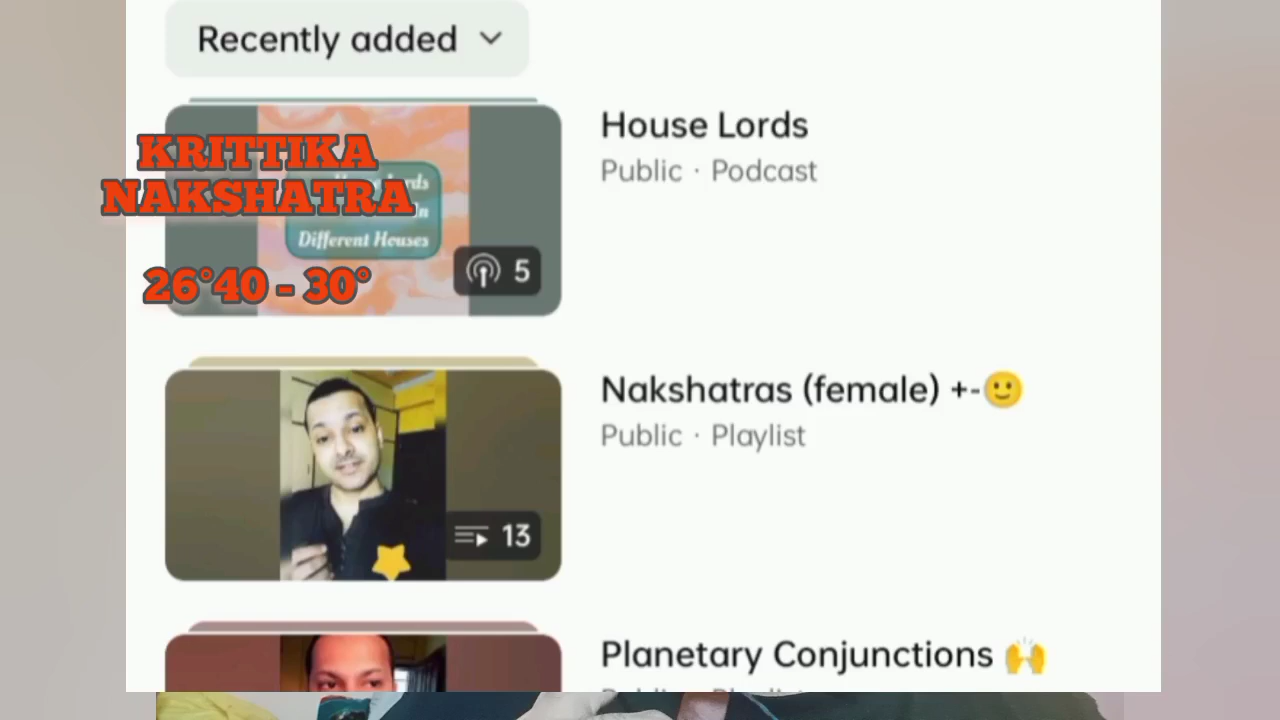 Recently added
House Lords
Public · Podcast
KRITTIKA
NAKSHATRA
26°40 - 30°
Different Houses
5
Nakshatras (female) +-🙂
Public · Playlist
13
Planetary Conjunctions 🙌